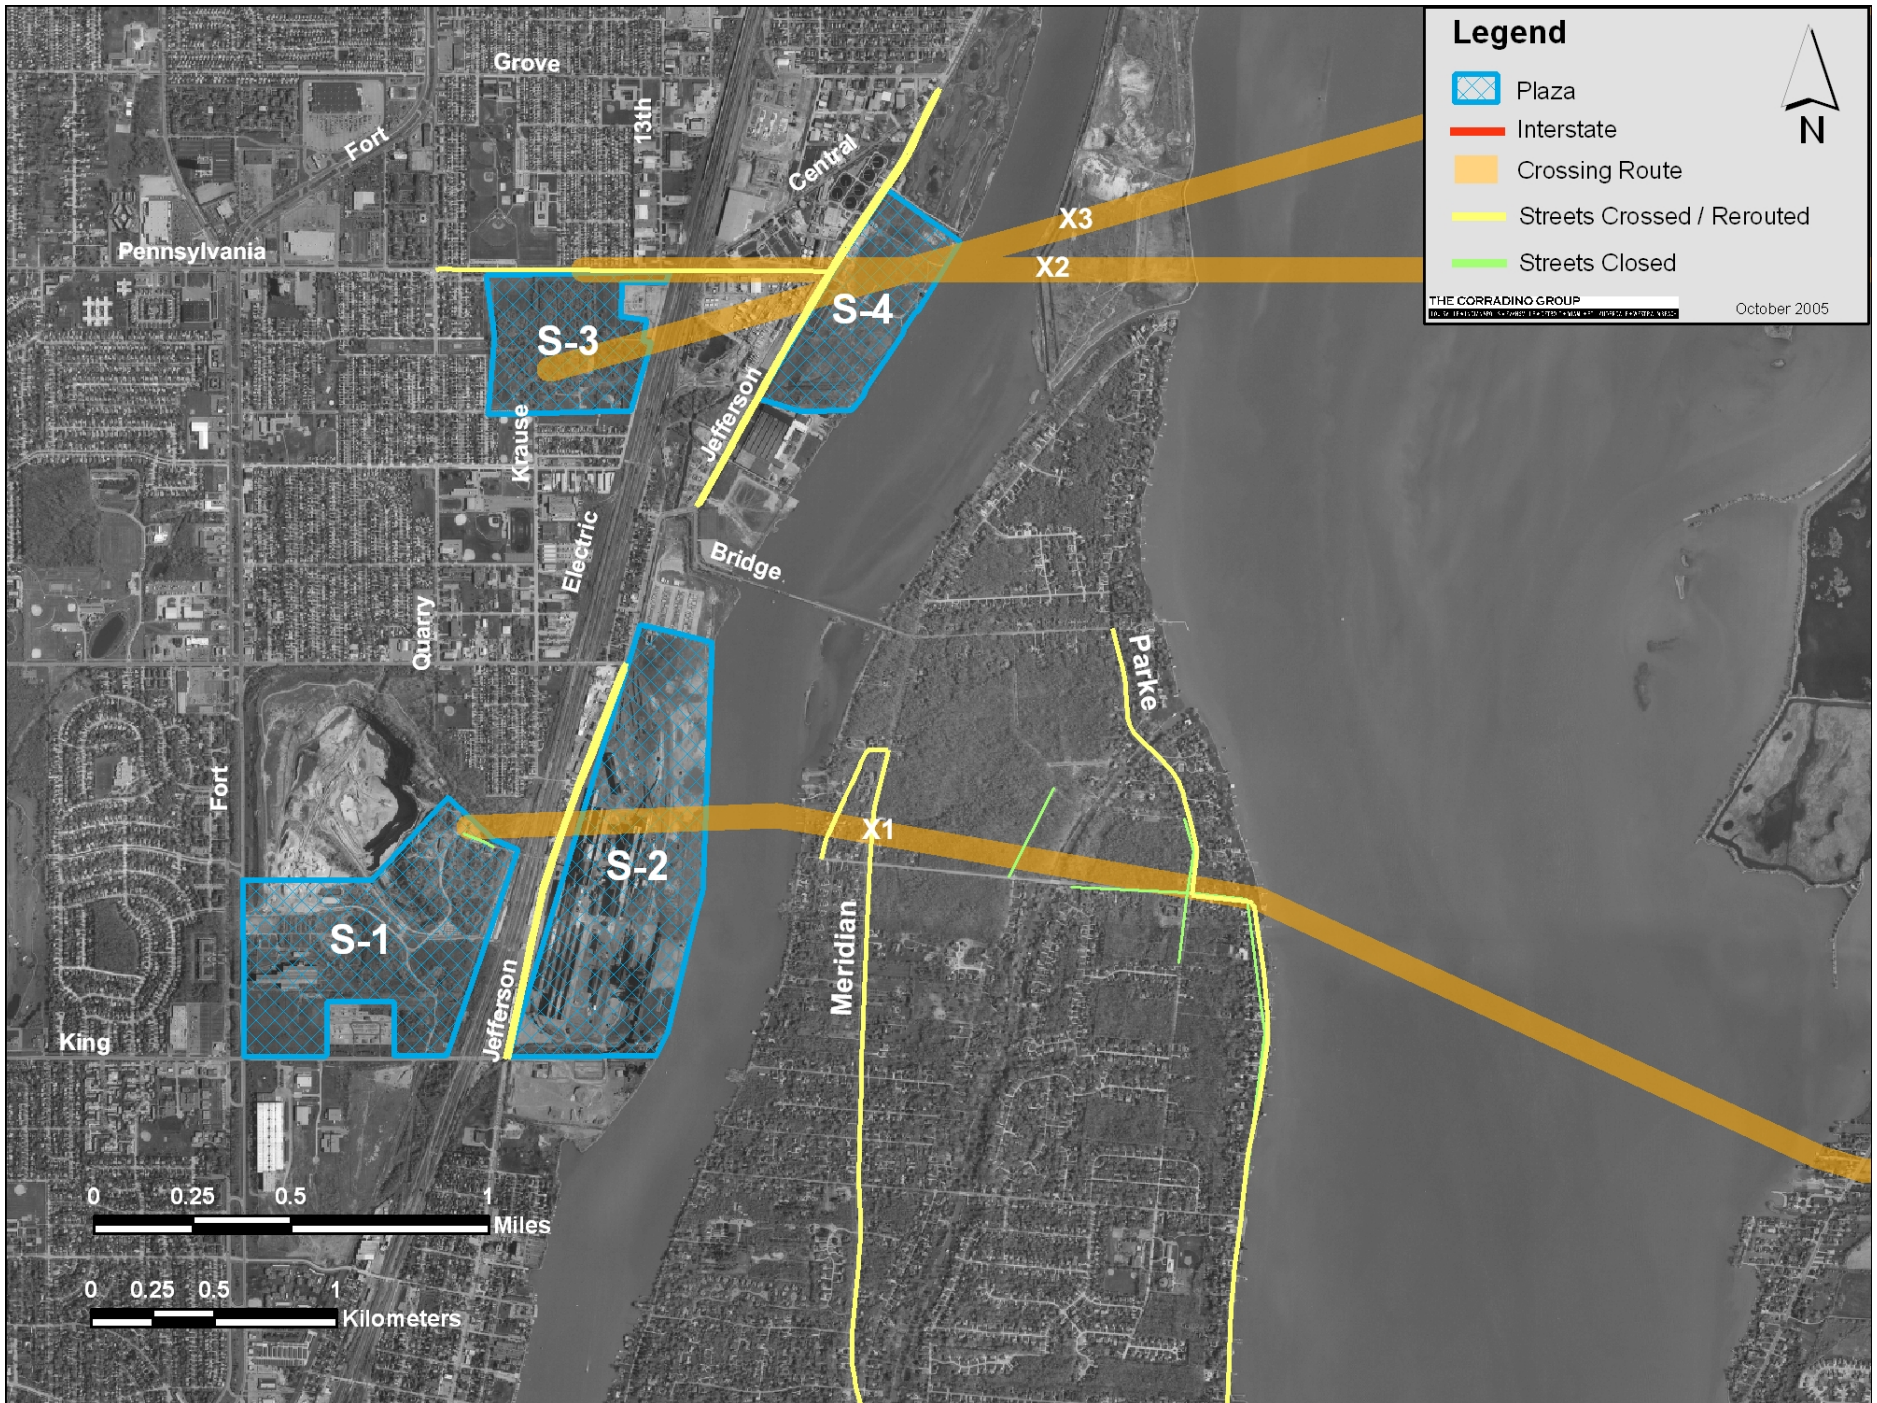 Legend
Plaza
Interstate
Crossing Route
Streets Crossed / Rerouted
Streets Closed
N
THE CORRADINO GROUP
October 2005
Grove
13th
Fort
Central
Pennsylvania
X3
X2
S-4
S-3
Jefferson
Krause
Electric
Bridge
Quarry
Parke
Fort
X1
S-2
S-1
Meridian
Jefferson
King
0 0.25 0.5 1
Miles
0 0.25 0.5 1
Kilometers